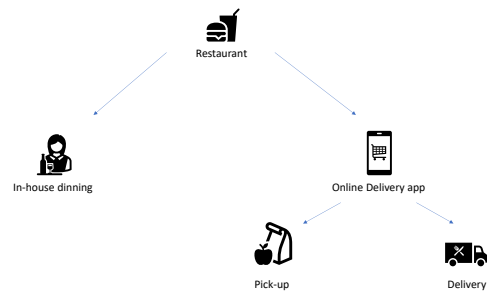 Restaurant
In-house dinning
Online Delivery app
Pick-up
Delivery